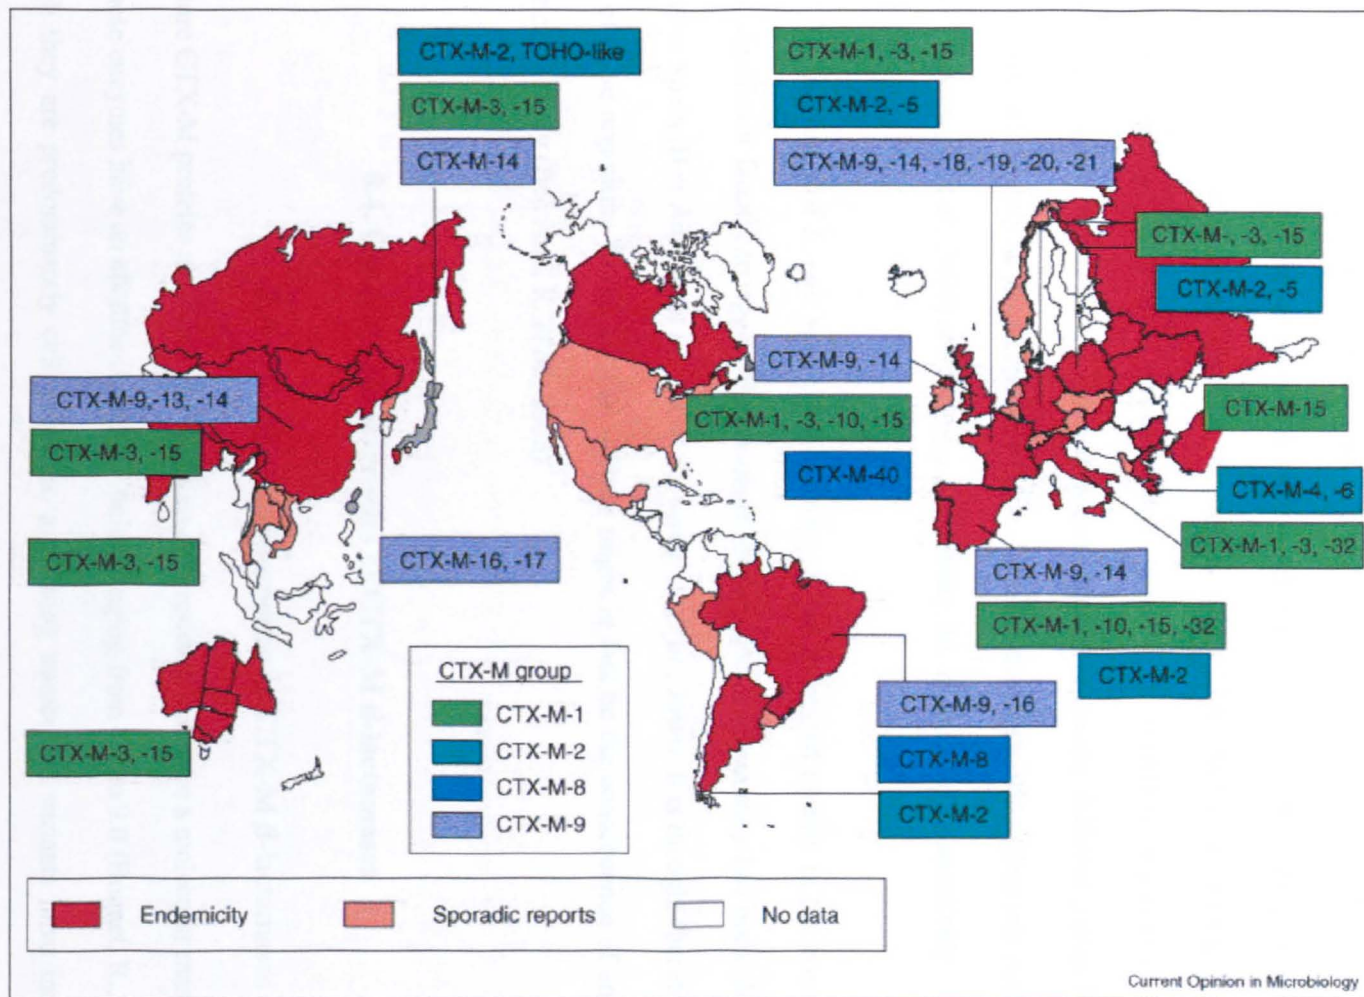 CTX-M-2, TOHO-like
CTX-M-3, -15
CTX-M-14
CTX-M-1, -3, -15
CTX-M-2, -5
CTX-M-9, -14, -18, -19, -20, -21
CTX-M-, -3, -15
CTX-M-2, -5
CTX-M-9, -14
CTX-M-1, -3, -10, -15
CTX-M-40
CTX-M-15
CTX-M-4, -6
CTX-M-1, -3, -32
CTX-M-9, -14
CTX-M-1, -10, -15, -32
CTX-M-2
CTX-M-9,-13, -14
CTX-M-3, -15
CTX-M-3, -15
CTX-M-16, -17
CTX-M-3, -15
CTX-M-9, -16
CTX-M-8
CTX-M-2
CTX-M group
CTX-M-1
CTX-M-2
CTX-M-8
CTX-M-9
Endemicity
Sporadic reports
No data
Current Opinion in Microbiology